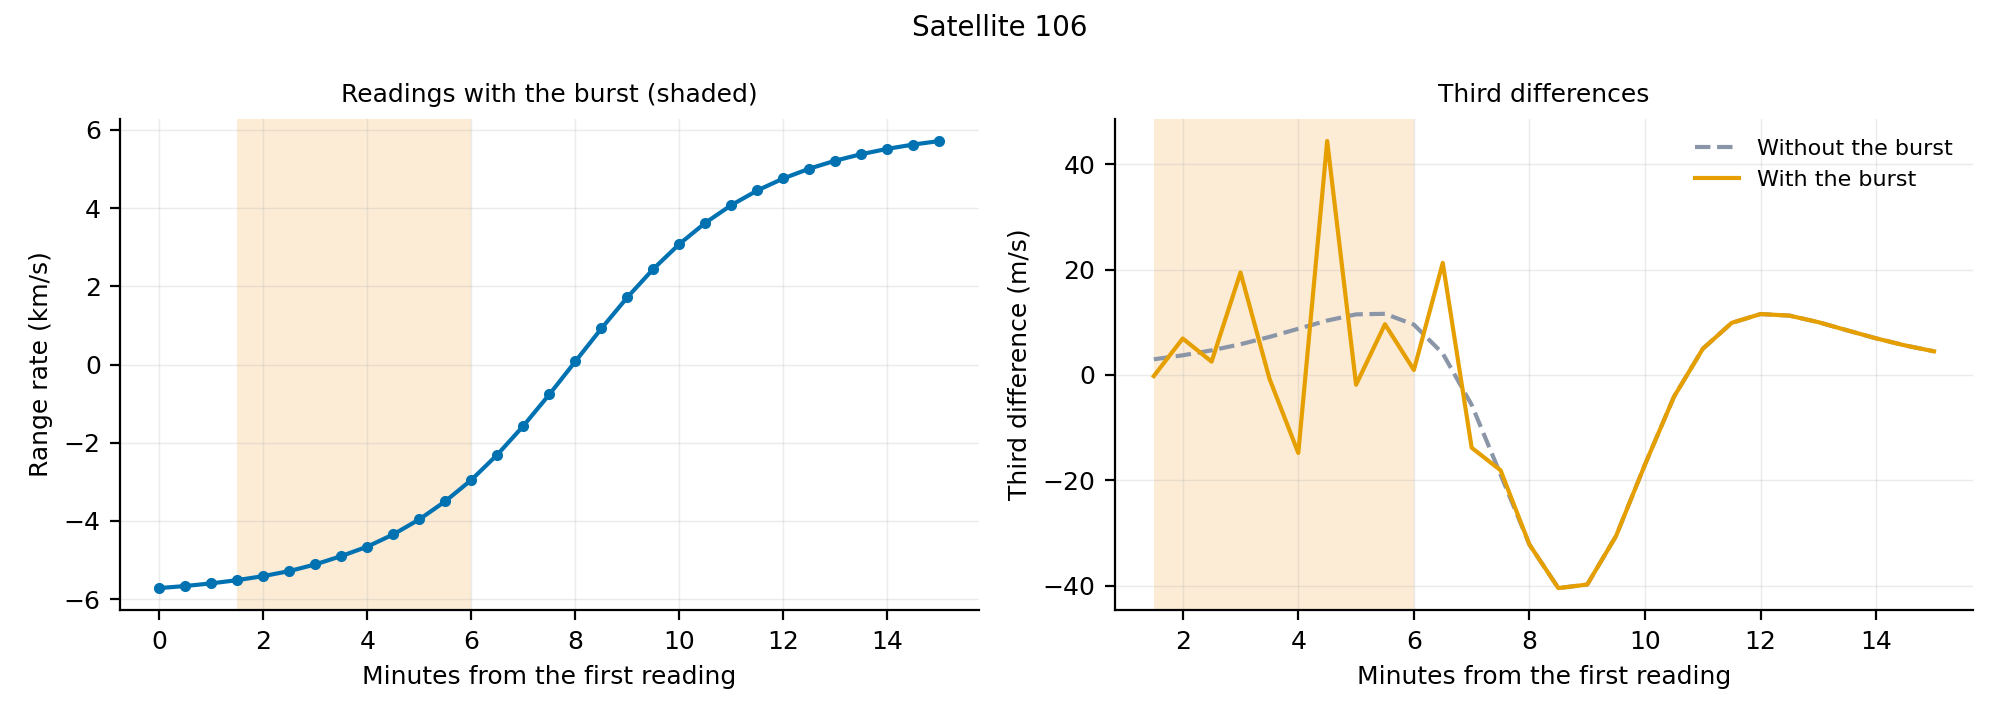 Satellite 106
Readings with the burst (shaded)
6
4
2
0
−2
−4
−6
Range rate (km/s)
0 2 4 6 8 10 12 14
Minutes from the first reading
Third differences
Without the burst
With the burst
40
20
0
−20
−40
Third difference (m/s)
2 4 6 8 10 12 14
Minutes from the first reading